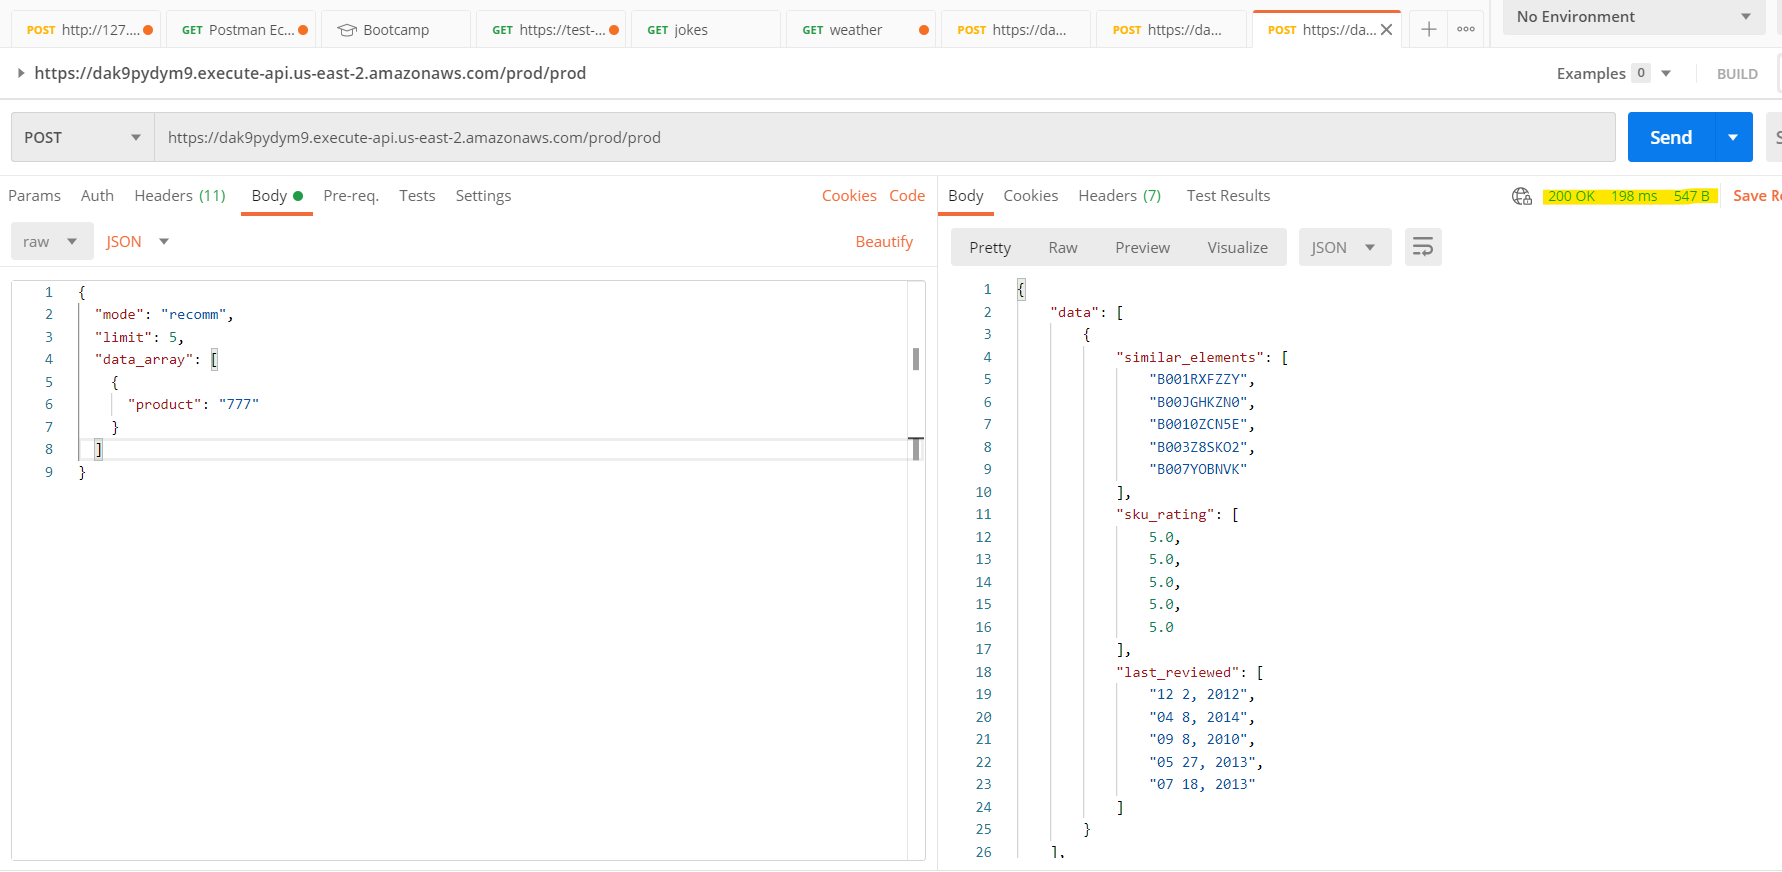 POST http://127.... GET Postman Ec... Bootcamp GET https://test-... GET jokes GET weather POST https://da... POST https://da... POST https://da... No Environment
https://dak9pydym9.execute-api.us-east-2.amazonaws.com/prod/prod Examples 0 BUILD
POST https://dak9pydym9.execute-api.us-east-2.amazonaws.com/prod/prod Send S
Params Auth Headers (11) Body Pre-req. Tests Settings Cookies Code
raw JSON Beautify
1 {
2 "mode": "recomm",
3 "limit": 5,
4 "data_array": [
5 {
6 "product": "777"
7 }
8 ]
9 }
Body Cookies Headers (7) Test Results 200 OK 198 ms 547 B Save Re
Pretty Raw Preview Visualize JSON
1 {
2 "data": [
3 {
4 "similar_elements": [
5 "B001RXFZZY",
6 "B00JGHKZN0",
7 "B0010ZCN5E",
8 "B003Z8SKO2",
9 "B007YOBNVK"
10 ],
11 "sku_rating": [
12 5.0,
13 5.0,
14 5.0,
15 5.0,
16 5.0
17 ],
18 "last_reviewed": [
19 "12 2, 2012",
20 "04 8, 2014",
21 "09 8, 2010",
22 "05 27, 2013",
23 "07 18, 2013"
24 ]
25 }
26 ],